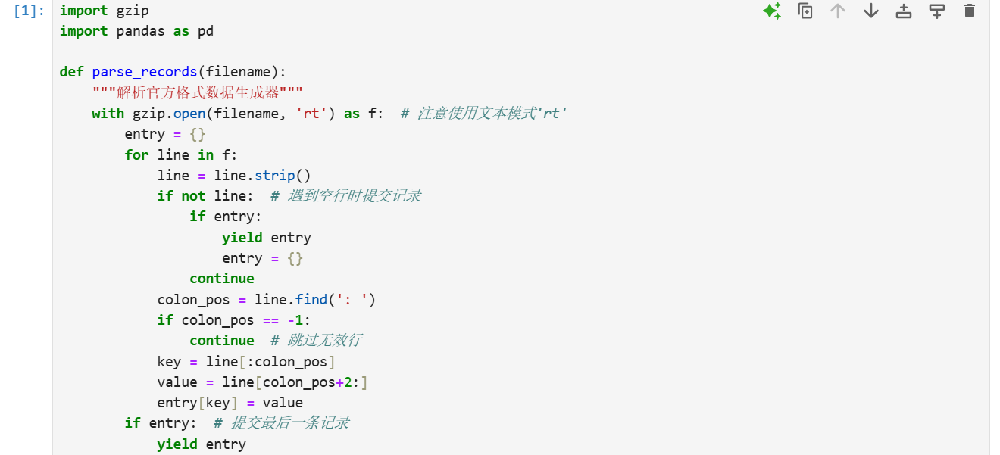 [1]: import gzip
import pandas as pd
def parse_records(filename):
    """解析官方格式数据生成器"""
    with gzip.open(filename, 'rt') as f:  # 注意使用文本模式'rt'
        entry = {}
        for line in f:
            line = line.strip()
            if not line:  # 遇到空行时提交记录
                if entry:
                    yield entry
                    entry = {}
                continue
            colon_pos = line.find(': ')
            if colon_pos == -1:
                continue  # 跳过无效行
            key = line[:colon_pos]
            value = line[colon_pos+2:]
            entry[key] = value
        if entry:  # 提交最后一条记录
            yield entry